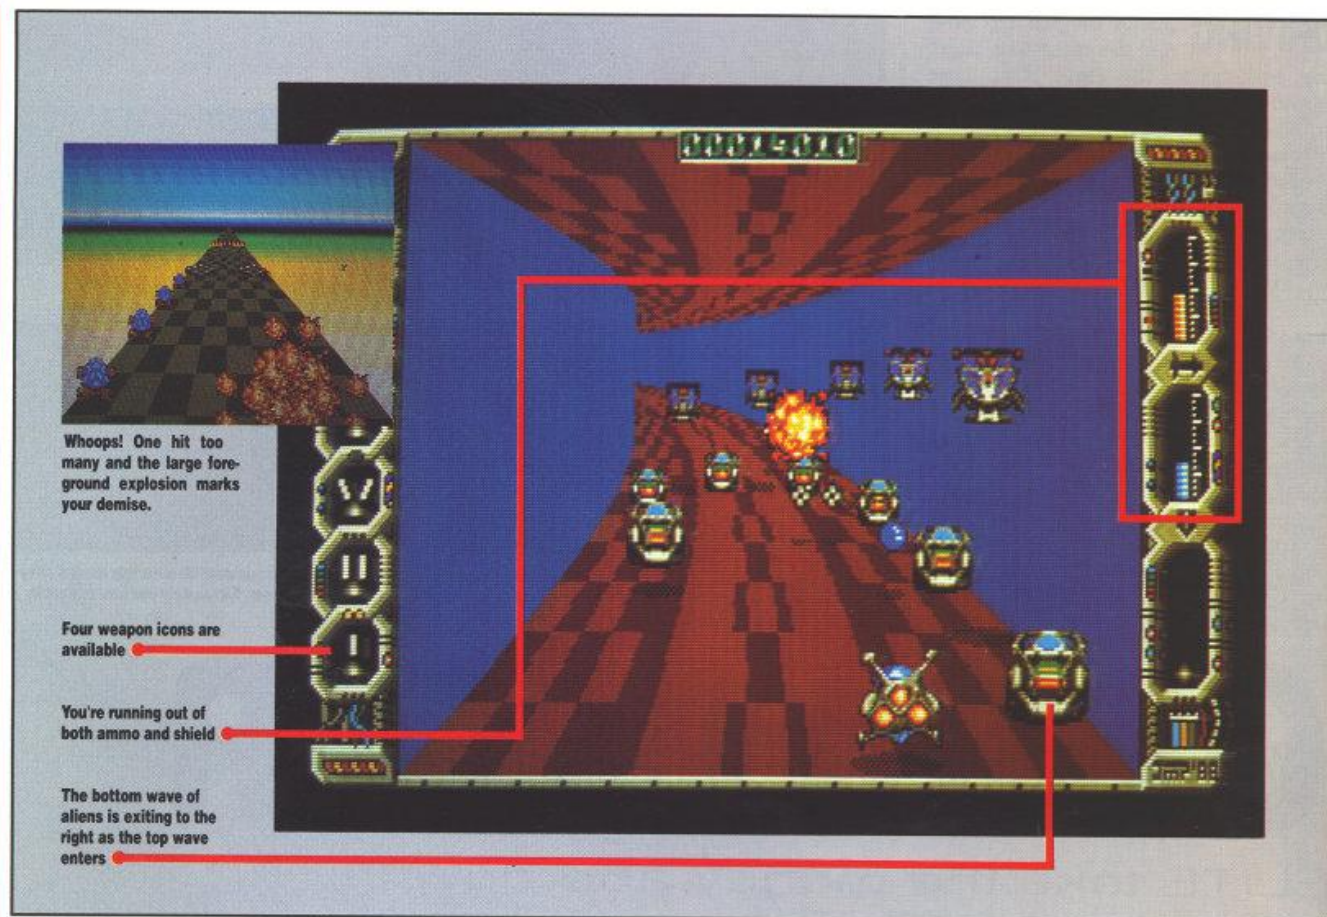 00014010
Whoops! One hit too
many and the large fore-
ground explosion marks
your demise.
Four weapon icons are
available
You're running out of
both ammo and shield
The bottom wave of
aliens is exiting to the
right as the top wave
enters